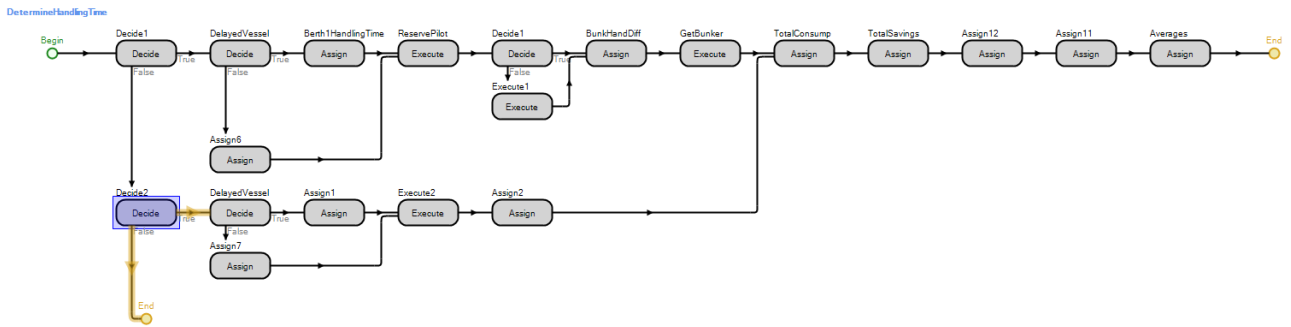 DetermineHandlingTime
Begin
Decide1 DelayedVessel Berth1HandlingTime ReservePilot Decide1 BunkHandDiff GetBunker TotalConsump TotalSavings Assign12 Assign11 Averages End
Decide Decide Assign Execute Decide Assign Execute Assign Assign Assign Assign Assign
True True True
False False False
Execute1
Execute
Assign6
Assign
Decide2 DelayedVessel Assign1 Execute2 Assign2
Decide Decide Assign Execute Assign
True True
False False
Assign7
Assign
End